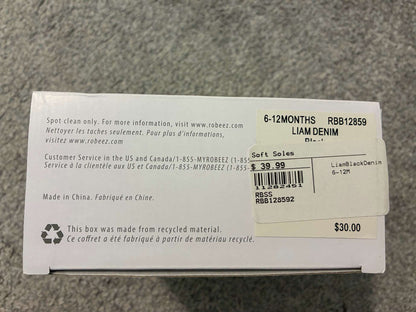 Spot clean only. For more information, visit www.robeez.com.
Nettoyer les taches seulement. Pour plus d'informations,
visitez www.robeez.com.
Customer Service in the US and Canada/1-855-MYROBEEZ
Service à la clientèle aux US et Canada/1-855-MYROBEEZ
Made in China. Fabriqué en Chine.
This box was made from recycled material.
Ce coffret a été fabriqué à partir de matériau recyclé.
6-12MONTHS RBB12859
LIAM DENIM
Soft Soles
$ 39.99
11282451
RBSS
RBB12859Z
LiamBlackDenim
6-12M
$30.00